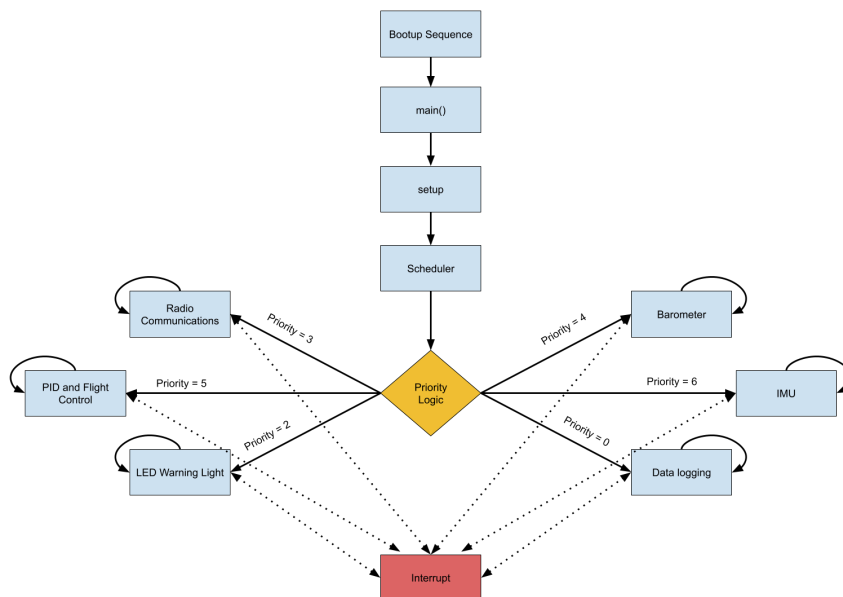 Bootup Sequence
main()
setup
Scheduler
Radio
Communications
Priority = 3
Priority = 4
Barometer
PID and Flight
Control
Priority = 5
Priority
Logic
Priority = 6
IMU
LED Warning Light
Priority = 2
Priority = 0
Data logging
Interrupt